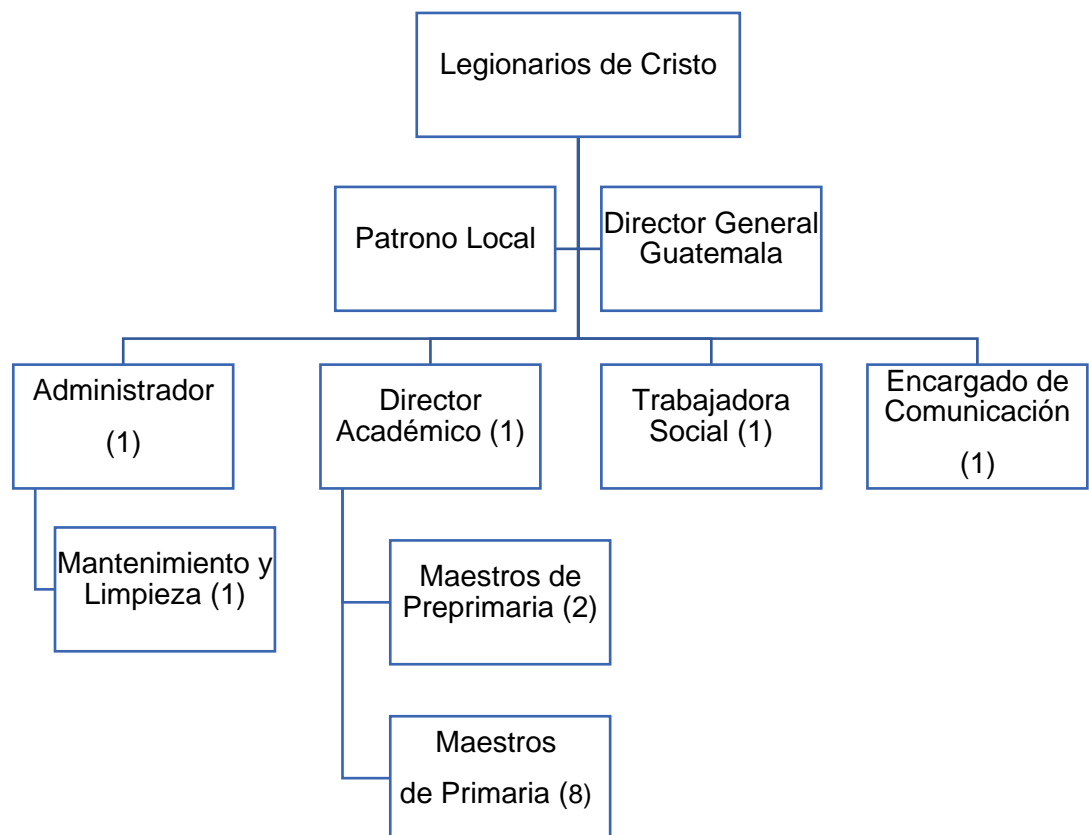 Legionarios de Cristo
Patrono Local
Director General
Guatemala
Administrador
(1)
Director
Académico (1)
Trabajadora
Social (1)
Encargado de
Comunicación
(1)
Mantenimiento y
Limpieza (1)
Maestros de
Preprimaria (2)
Maestros
de Primaria (8)